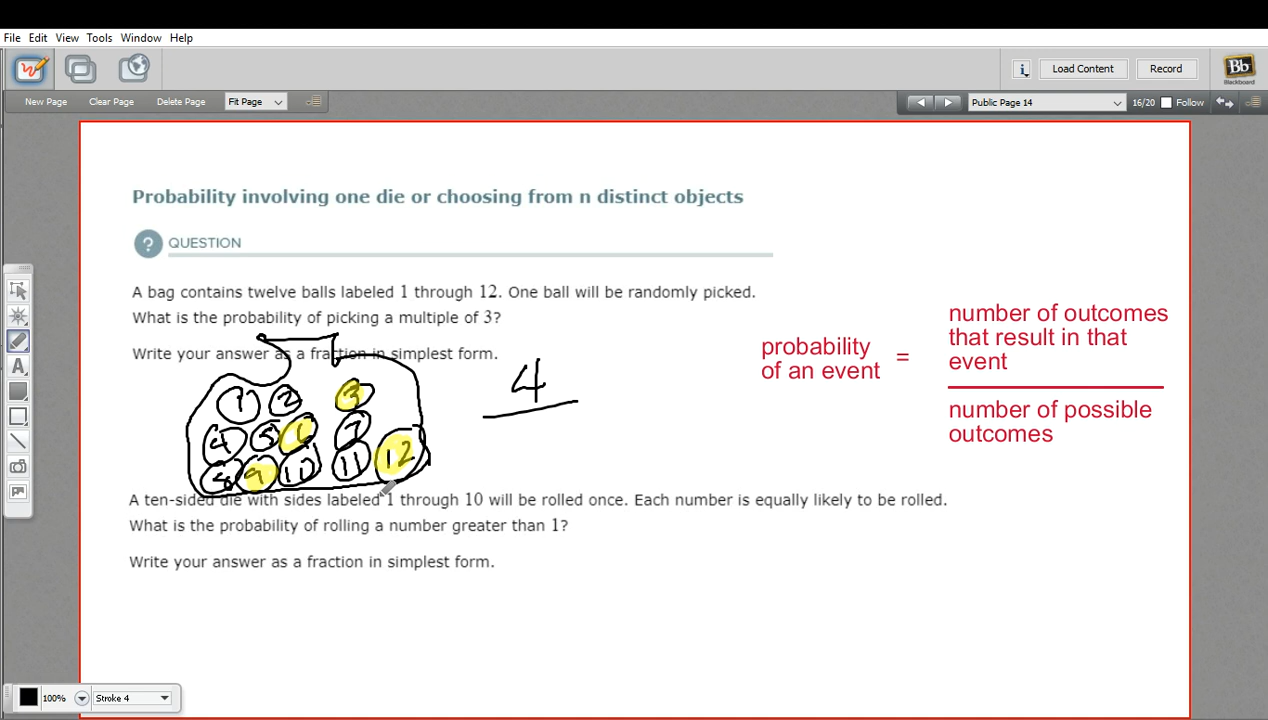 File Edit View Tools Window Help
i Load Content Record Bb
Blackboard
New Page Clear Page Delete Page Fit Page Public Page 14 16/20 Follow
Probability involving one die or choosing from n distinct objects
? QUESTION
A bag contains twelve balls labeled 1 through 12. One ball will be randomly picked.
What is the probability of picking a multiple of 3?
Write your answer as a fraction in simplest form.
1 2 3
4 5 6 7
8 9 10 11 12
4
probability
of an event
=
number of outcomes
that result in that
event
number of possible
outcomes
A ten-sided die with sides labeled 1 through 10 will be rolled once. Each number is equally likely to be rolled.
What is the probability of rolling a number greater than 1?
Write your answer as a fraction in simplest form.
A
100% Stroke 4